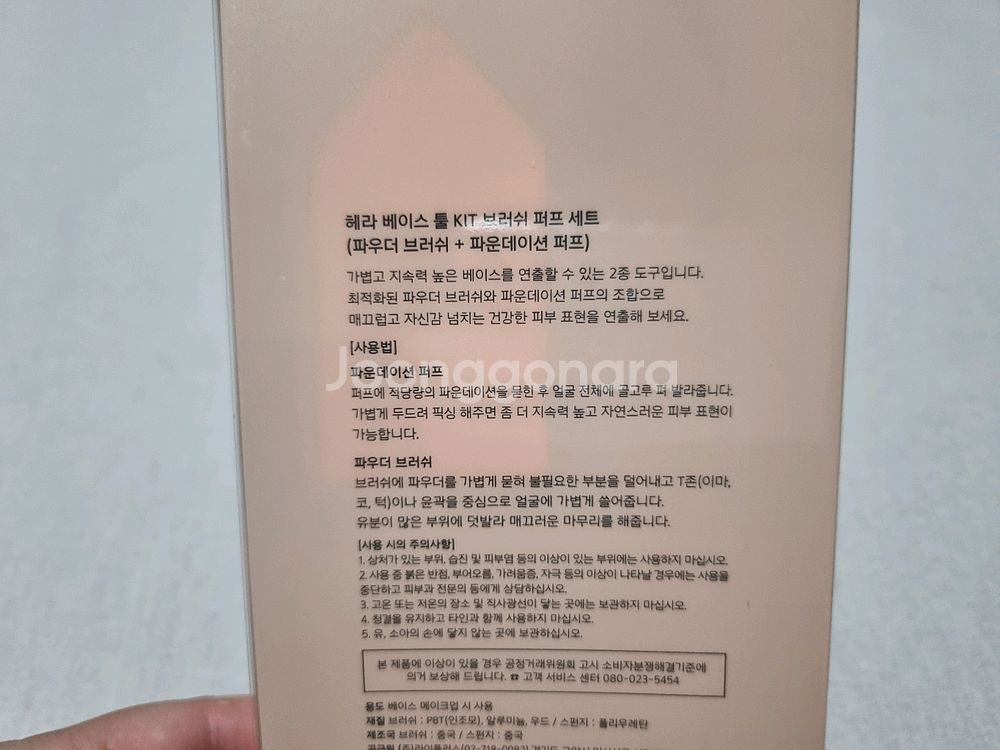 헤라 베이스 툴 KIT 브러쉬 퍼프 세트
(파우더 브러쉬 + 파운데이션 퍼프)
가볍고 지속력 높은 베이스를 연출할 수 있는 2종 도구입니다.
최적화된 파우더 브러쉬와 파운데이션 퍼프의 조합으로
매끄럽고 자신감 넘치는 건강한 피부 표현을 연출해 보세요.
[사용법]
Joonggonara
파운데이션 퍼프
퍼프에 적당량의 파운데이션을 묻힌 후 얼굴 전체에 골고루 펴 발라줍니다.
가볍게 두드려 픽싱 해주면 좀 더 지속력 높고 자연스러운 피부 표현이
가능합니다.
파우더 브러쉬
브러쉬에 파우더를 가볍게 묻혀 불필요한 부분을 덜어내고 T존(이마,
코, 턱)이나 윤곽을 중심으로 얼굴에 가볍게 쓸어줍니다.
유분이 많은 부위에 덧발라 매끄러운 마무리를 해줍니다.
[사용 시의 주의사항]
1. 상처가 있는 부위, 습진 및 피부염 등의 이상이 있는 부위에는 사용하지 마십시오.
2. 사용 중 붉은 반점, 부어오름, 가려움증, 자극 등의 이상이 나타날 경우에는 사용을
중단하고 피부과 전문의 등에게 상담하십시오.
3. 고온 또는 저온의 장소 및 직사광선이 닿는 곳에는 보관하지 마십시오.
4. 청결을 유지하고 타인과 함께 사용하지 마십시오.
5. 유, 소아의 손에 닿지 않는 곳에 보관하십시오.
본 제품에 이상이 있을 경우 공정거래위원회 고시 소비자분쟁해결기준에
의거 보상해 드립니다. ☎ 고객 서비스 센터 080-023-5454
용도 베이스 메이크업 시 사용
재질 브러쉬 : PBT(인조모), 알루미늄, 우드 / 스펀지 : 폴리우레탄
제조국 브러쉬 : 중국 / 스펀지 : 중국
공급원 (주)라이플러스(02-718-0082)